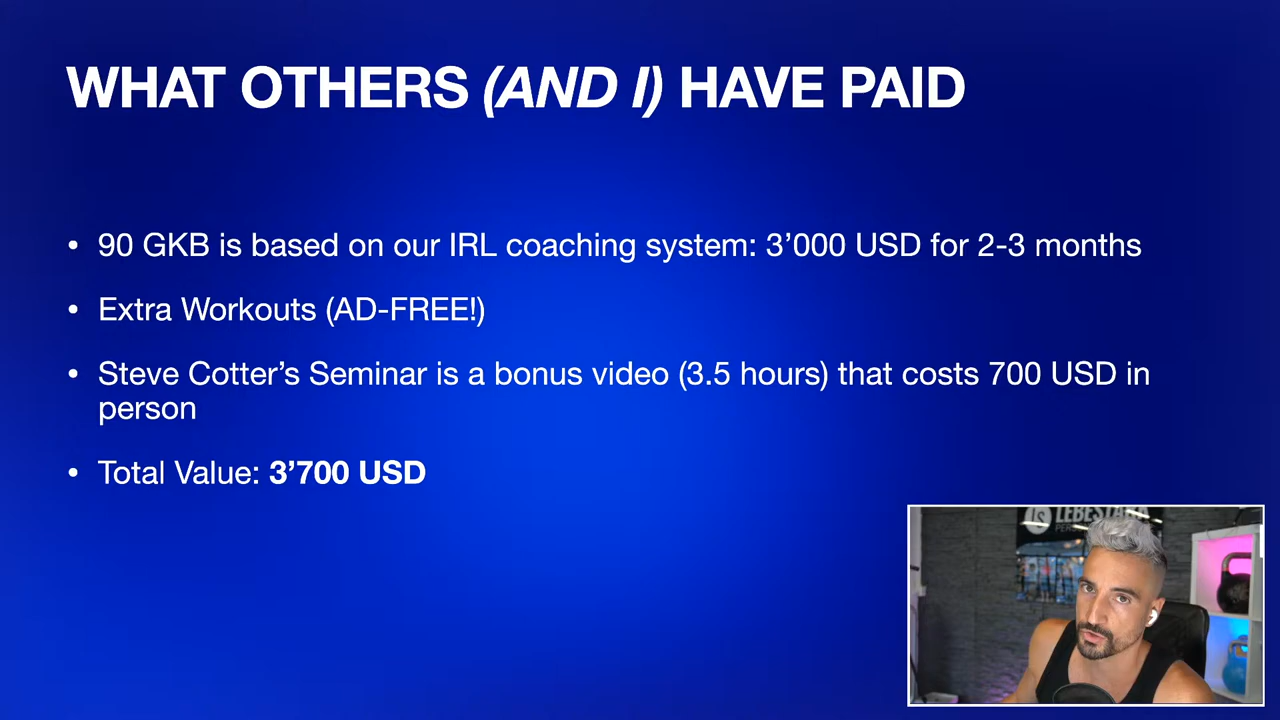 WHAT OTHERS (AND I) HAVE PAID
• 90 GKB is based on our IRL coaching system: 3’000 USD for 2-3 months
• Extra Workouts (AD-FREE!)
• Steve Cotter’s Seminar is a bonus video (3.5 hours) that costs 700 USD in
person
• Total Value: 3’700 USD
LS LEBESTARK